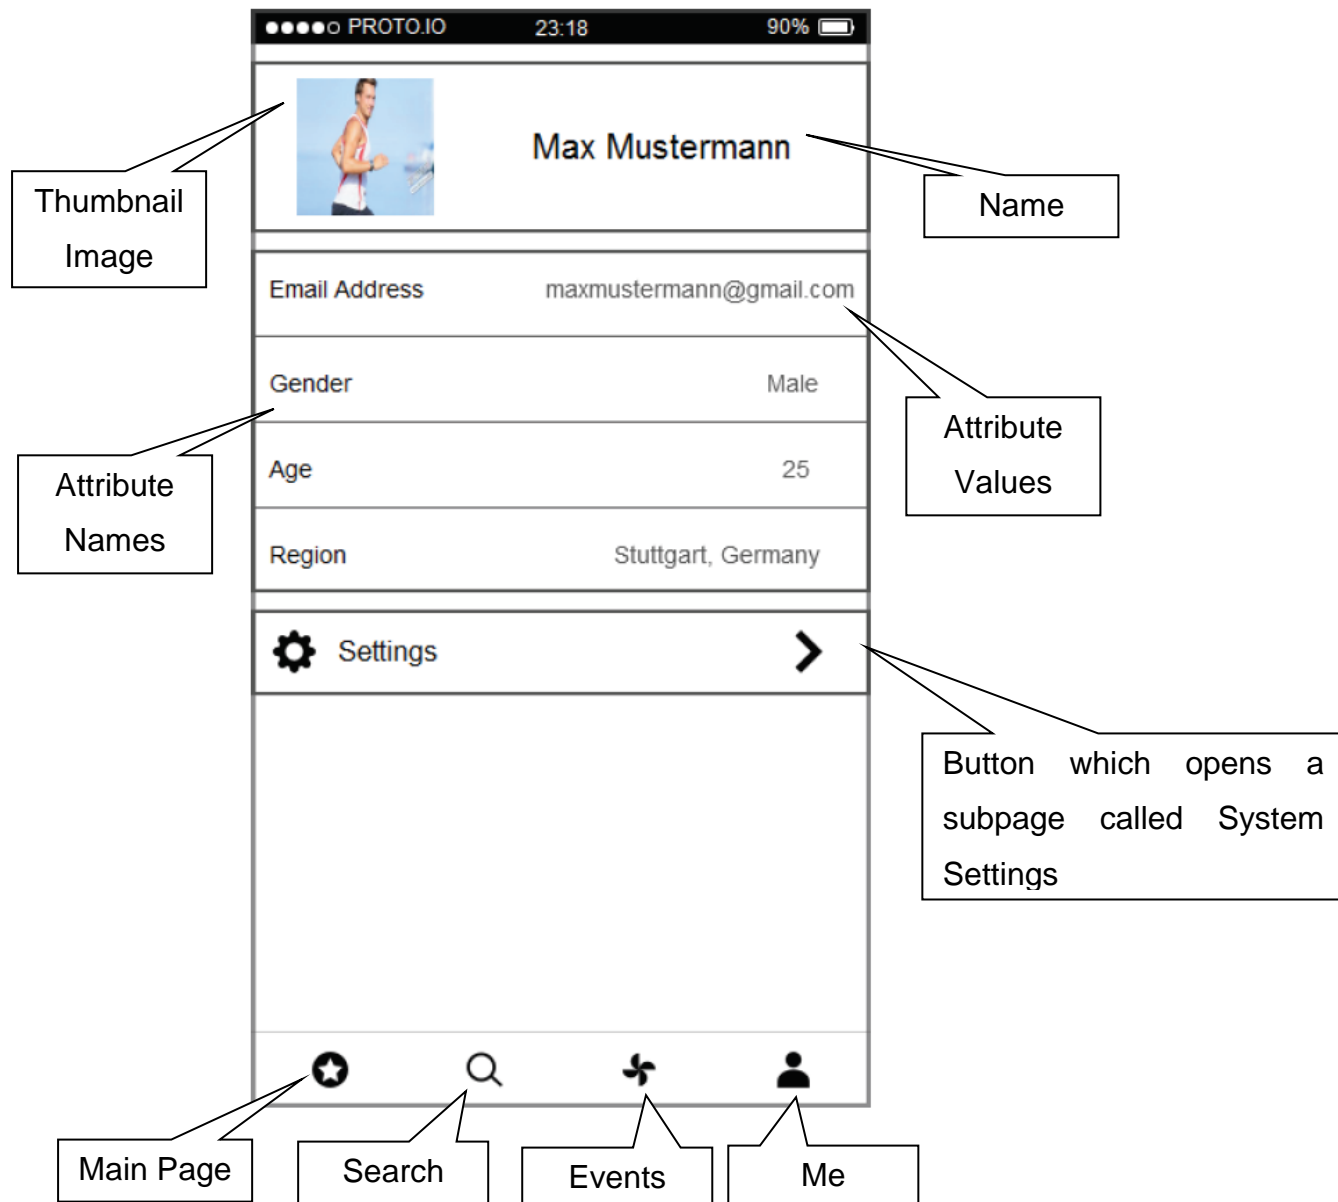 PROTO.IO 23:18 90%
Max Mustermann
Thumbnail
Image
Name
Email Address maxmustermann@gmail.com
Gender Male
Attribute
Values
Age 25
Attribute
Names
Region Stuttgart, Germany
Settings
Button which opens a
subpage called System
Settings
Main Page
Search
Events
Me